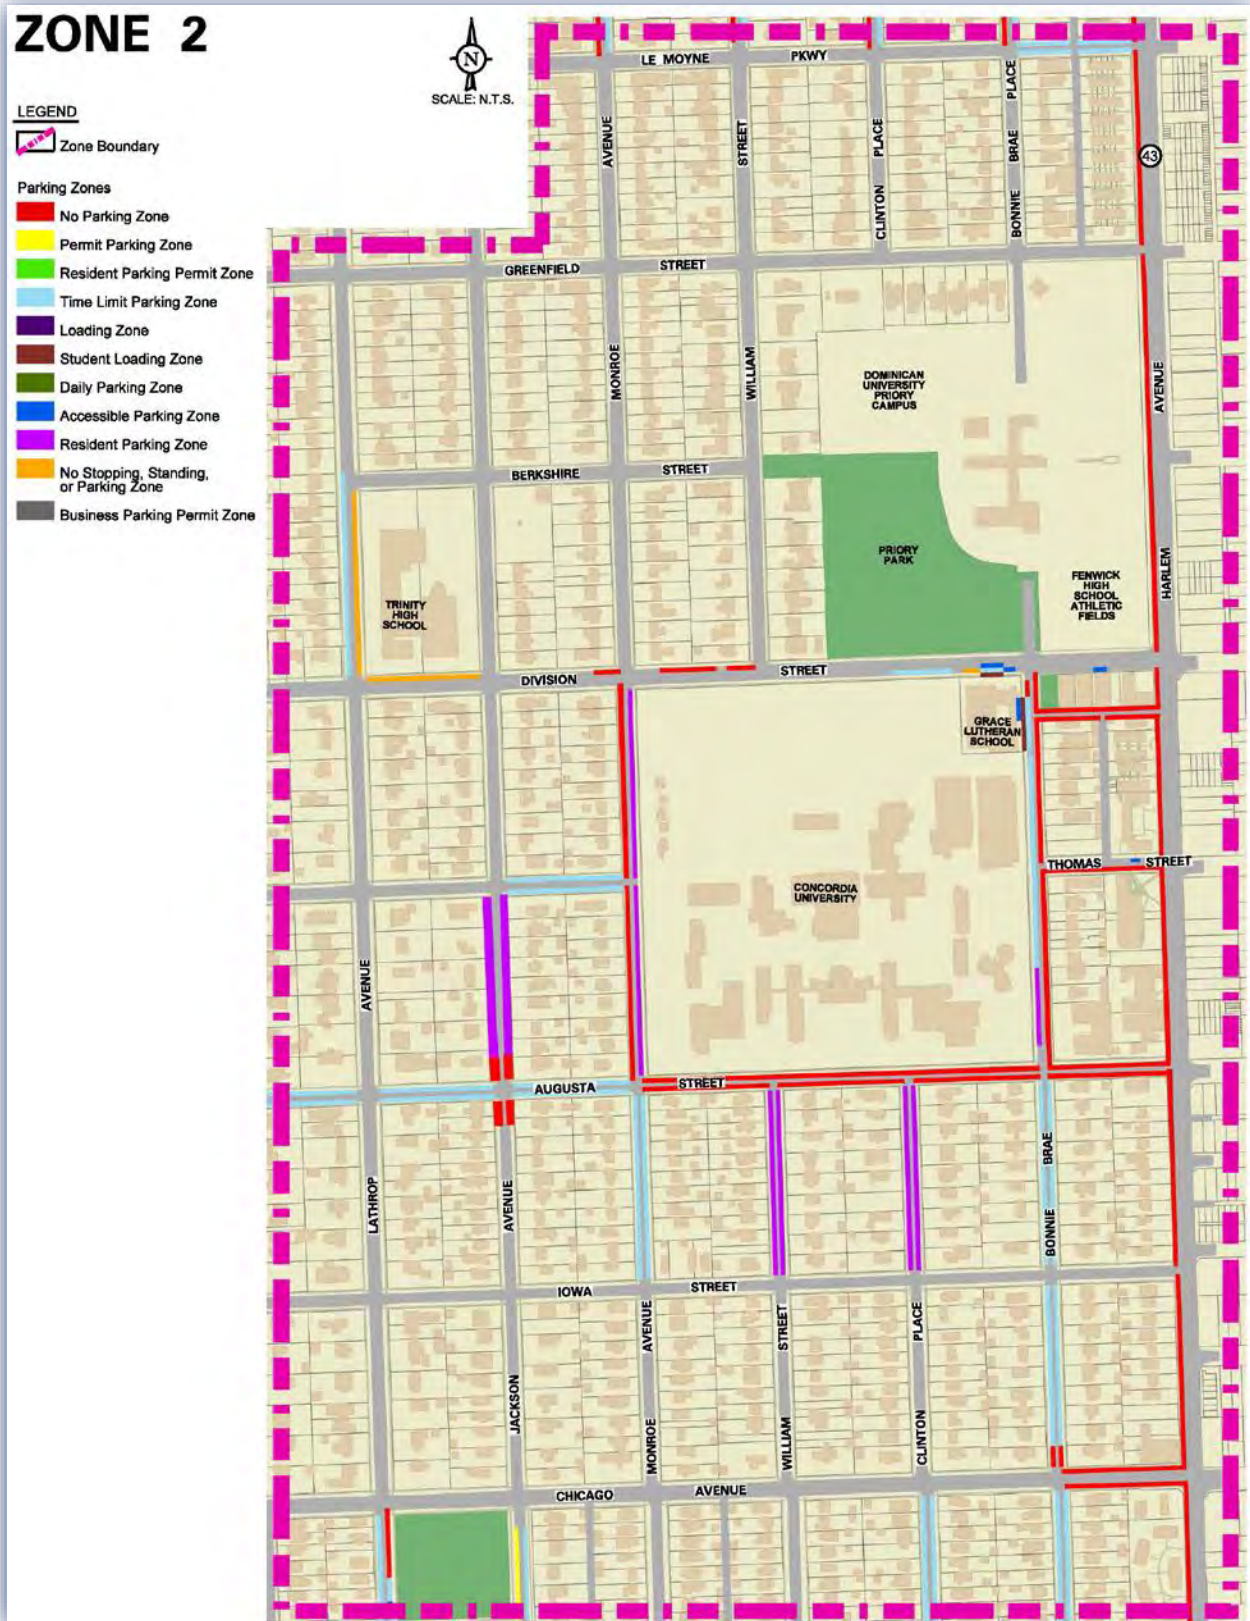 ZONE 2
N
SCALE: N.T.S.
LEGEND
Zone Boundary
Parking Zones
No Parking Zone
Permit Parking Zone
Resident Parking Permit Zone
Time Limit Parking Zone
Loading Zone
Student Loading Zone
Daily Parking Zone
Accessible Parking Zone
Resident Parking Zone
No Stopping, Standing,
or Parking Zone
Business Parking Permit Zone
LE MOYNE PKWY
AVENUE
STREET
CLINTON PLACE
BONNIE BRAE PLACE
43
GREENFIELD STREET
MONROE
WILLIAM
DOMINICAN
UNIVERSITY
PRIORY
CAMPUS
AVENUE
BERKSHIRE STREET
PRIORY
PARK
HARLEM
FENWICK
HIGH
SCHOOL
ATHLETIC
FIELDS
TRINITY
HIGH
SCHOOL
DIVISION STREET
GRACE
LUTHERAN
SCHOOL
THOMAS STREET
CONCORDIA
UNIVERSITY
AVENUE
AUGUSTA STREET
LATHROP
AVENUE
BONNIE BRAE
IOWA STREET
AVENUE
STREET
PLACE
JACKSON
MONROE
WILLIAM
CLINTON
CHICAGO AVENUE